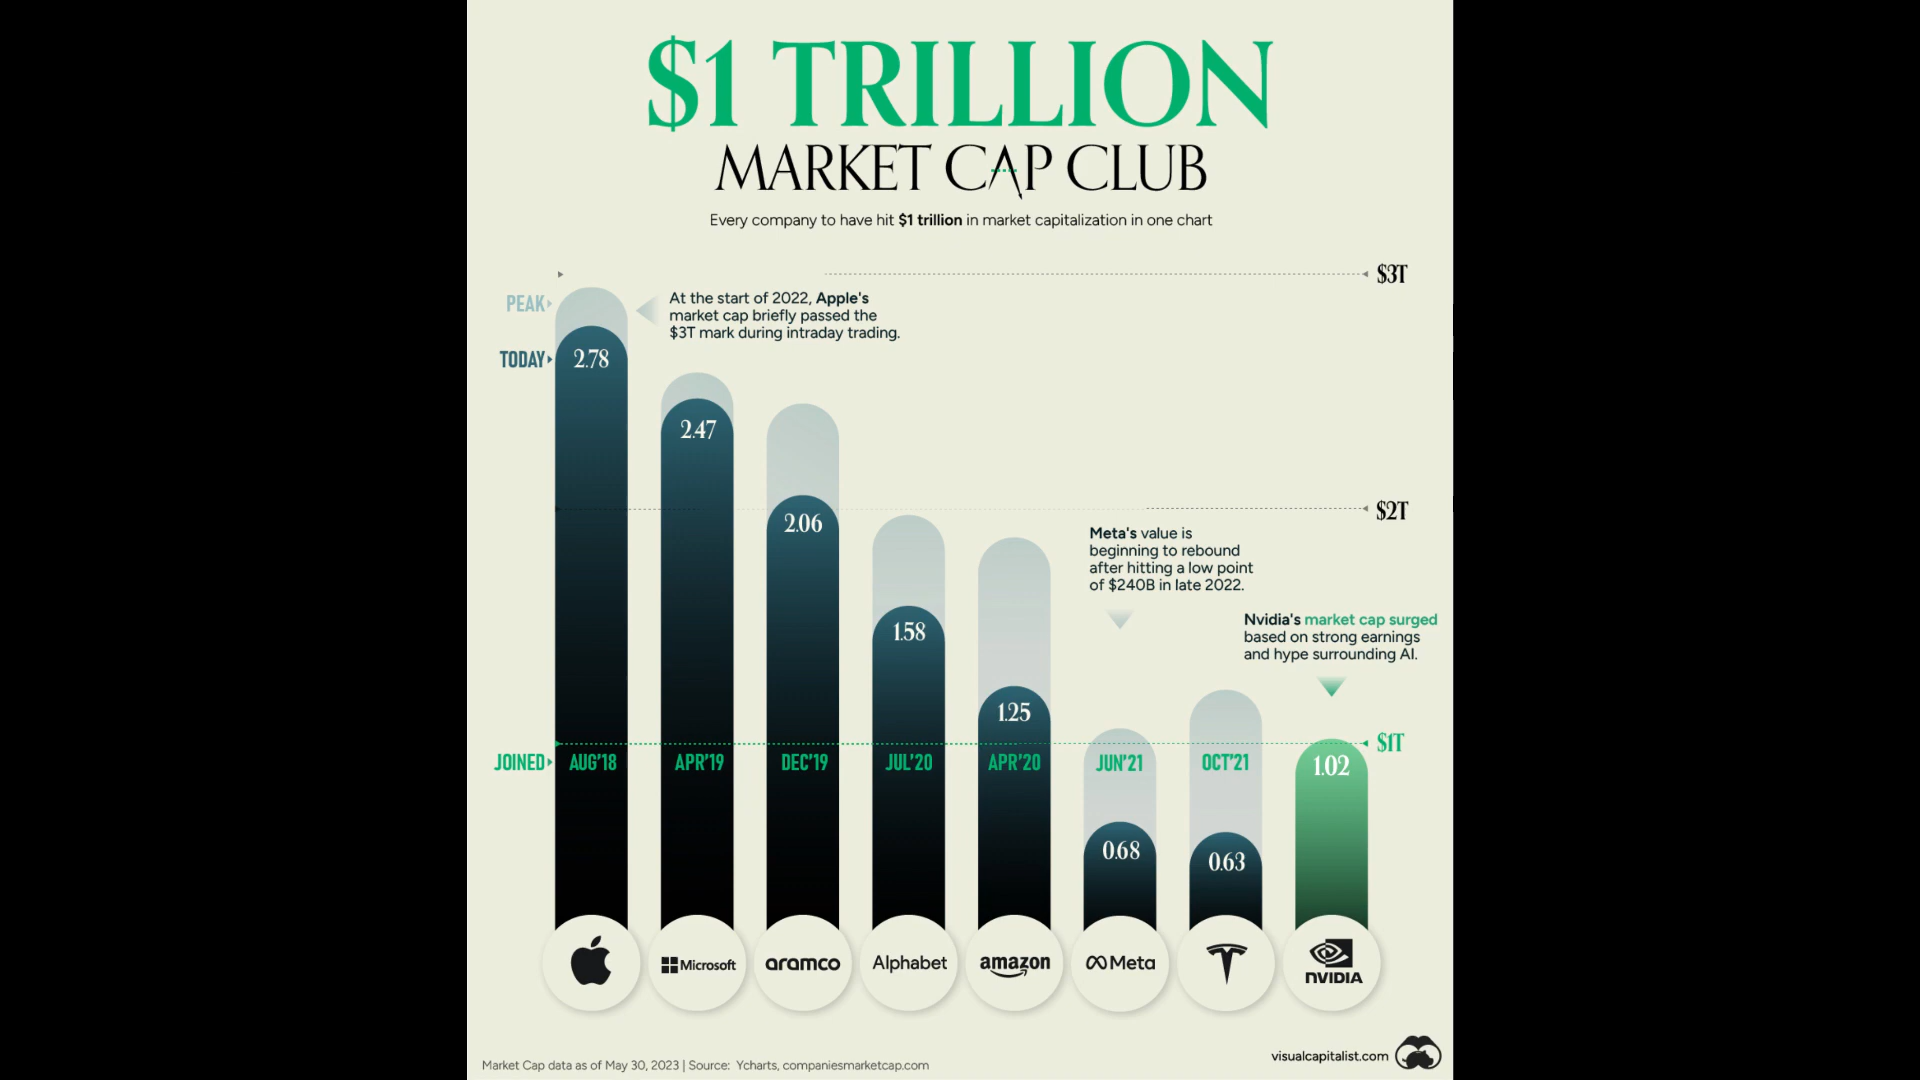 $1 TRILLION
MARKET CAP CLUB
Every company to have hit $1 trillion in market capitalization in one chart
$3T
PEAK
At the start of 2022, Apple's
market cap briefly passed the
$3T mark during intraday trading.
TODAY
2.78
2.47
2.06
$2T
Meta's value is
beginning to rebound
after hitting a low point
of $240B in late 2022.
1.58
Nvidia's market cap surged
based on strong earnings
and hype surrounding AI.
1.25
$1T
JOINED
AUG'18
APR'19
DEC'19
JUL'20
APR'20
JUN'21
OCT'21
1.02
0.68
0.63
Microsoft
aramco
Alphabet
amazon
Meta
NVIDIA
visualcapitalist.com
Market Cap data as of May 30, 2023 | Source: Ycharts, companiesmarketcap.com